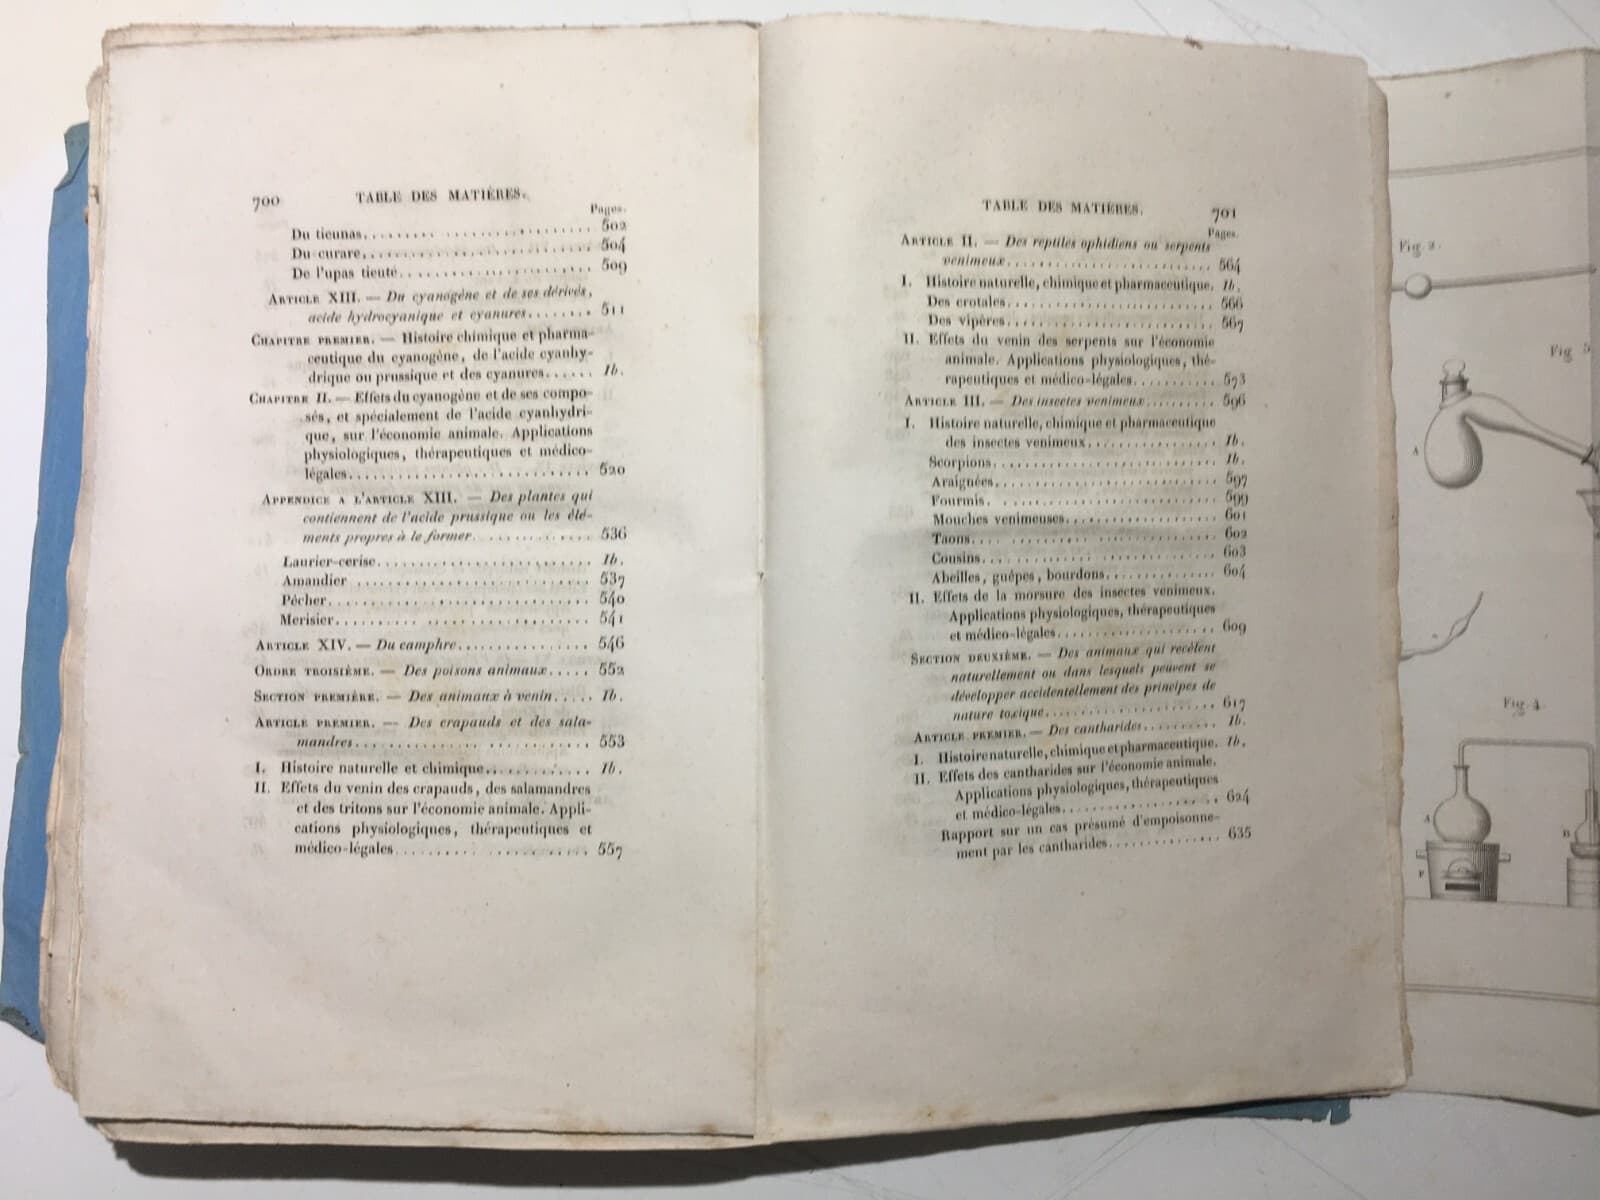 700 TABLE DES MATIÈRES.
Pages.
Du ticunas. 502
Du curare. 504
De l'upas tieuté. 509
ARTICLE XIII. — Du cyanogène et de ses dérivés,
acide hydrocyanique et cyanures. 511
CHAPITRE PREMIER. — Histoire chimique et pharma-
ceutique du cyanogène, de l'acide cyanhy-
drique ou prussique et des cyanures. Ib.
CHAPITRE II. — Effets du cyanogène et de ses compo-
sés, et spécialement de l'acide cyanhydri-
que, sur l'économie animale. Applications
physiologiques, thérapeutiques et médico-
légales. 520
APPENDICE A L'ARTICLE XIII. — Des plantes qui
contiennent de l'acide prussique ou les élé-
ments propres à le former. 536
Laurier-cerise. Ib.
Amandier 537
Pêcher. 540
Merisier. 541
ARTICLE XIV. — Du camphre. 546
ORDRE TROISIÈME. — Des poisons animaux. 552
SECTION PREMIÈRE. — Des animaux à venin. Ib.
ARTICLE PREMIER. — Des crapauds et des sala-
mandres. 553
I. Histoire naturelle et chimique. Ib.
II. Effets du venin des crapauds, des salamandres
et des tritons sur l'économie animale. Appli-
cations physiologiques, thérapeutiques et
médico-légales. 557
TABLE DES MATIÈRES. 701
Pages.
ARTICLE II. — Des reptiles ophidiens ou serpents
venimeux. 564
I. Histoire naturelle, chimique et pharmaceutique. Ib.
Des crotales. 566
Des vipères. 567
II. Effets du venin des serpents sur l'économie
animale. Applications physiologiques, thé-
rapeutiques et médico-légales. 573
ARTICLE III. — Des insectes venimeux. 596
I. Histoire naturelle, chimique et pharmaceutique
des insectes venimeux. Ib.
Scorpions. Ib.
Araignées. 597
Fourmis. 599
Mouches venimeuses. 601
Taons. 602
Cousins. 603
Abeilles, guêpes, bourdons. 604
II. Effets de la morsure des insectes venimeux.
Applications physiologiques, thérapeutiques
et médico-légales. 609
SECTION DEUXIÈME. — Des animaux qui recèlent
naturellement ou dans lesquels peuvent se
développer accidentellement des principes de
nature toxique. 617
ARTICLE PREMIER. — Des cantharides. Ib.
I. Histoire naturelle, chimique et pharmaceutique. Ib.
II. Effets des cantharides sur l'économie animale.
Applications physiologiques, thérapeutiques
et médico-légales. 624
Rapport sur un cas présumé d'empoisonne-
ment par les cantharides. 635
Fig. 2.
Fig 5.
A
Fig. 4
A
B
F